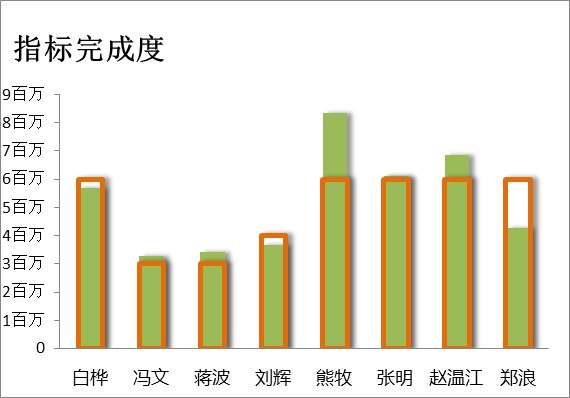 指标完成度
9百万
8百万
7百万
6百万
5百万
4百万
3百万
2百万
1百万
0
白桦 冯文 蒋波 刘辉 熊牧 张明 赵温江 郑浪